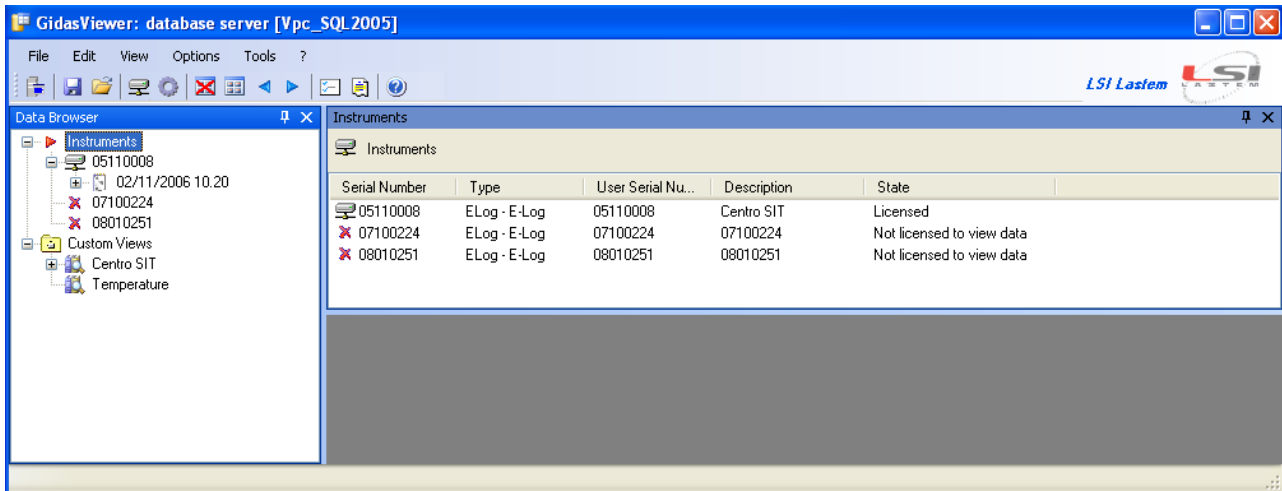 GidasViewer: database server [Vpc_SQL2005]
File Edit View Options Tools ?
LSI Lastem
LSI
LASTEM
Data Browser
Instruments
05110008
02/11/2006 10.20
07100224
08010251
Custom Views
Centro SIT
Temperature
Instruments
Instruments
Serial Number Type User Serial Nu... Description State
05110008 ELog - E-Log 05110008 Centro SIT Licensed
07100224 ELog - E-Log 07100224 07100224 Not licensed to view data
08010251 ELog - E-Log 08010251 08010251 Not licensed to view data